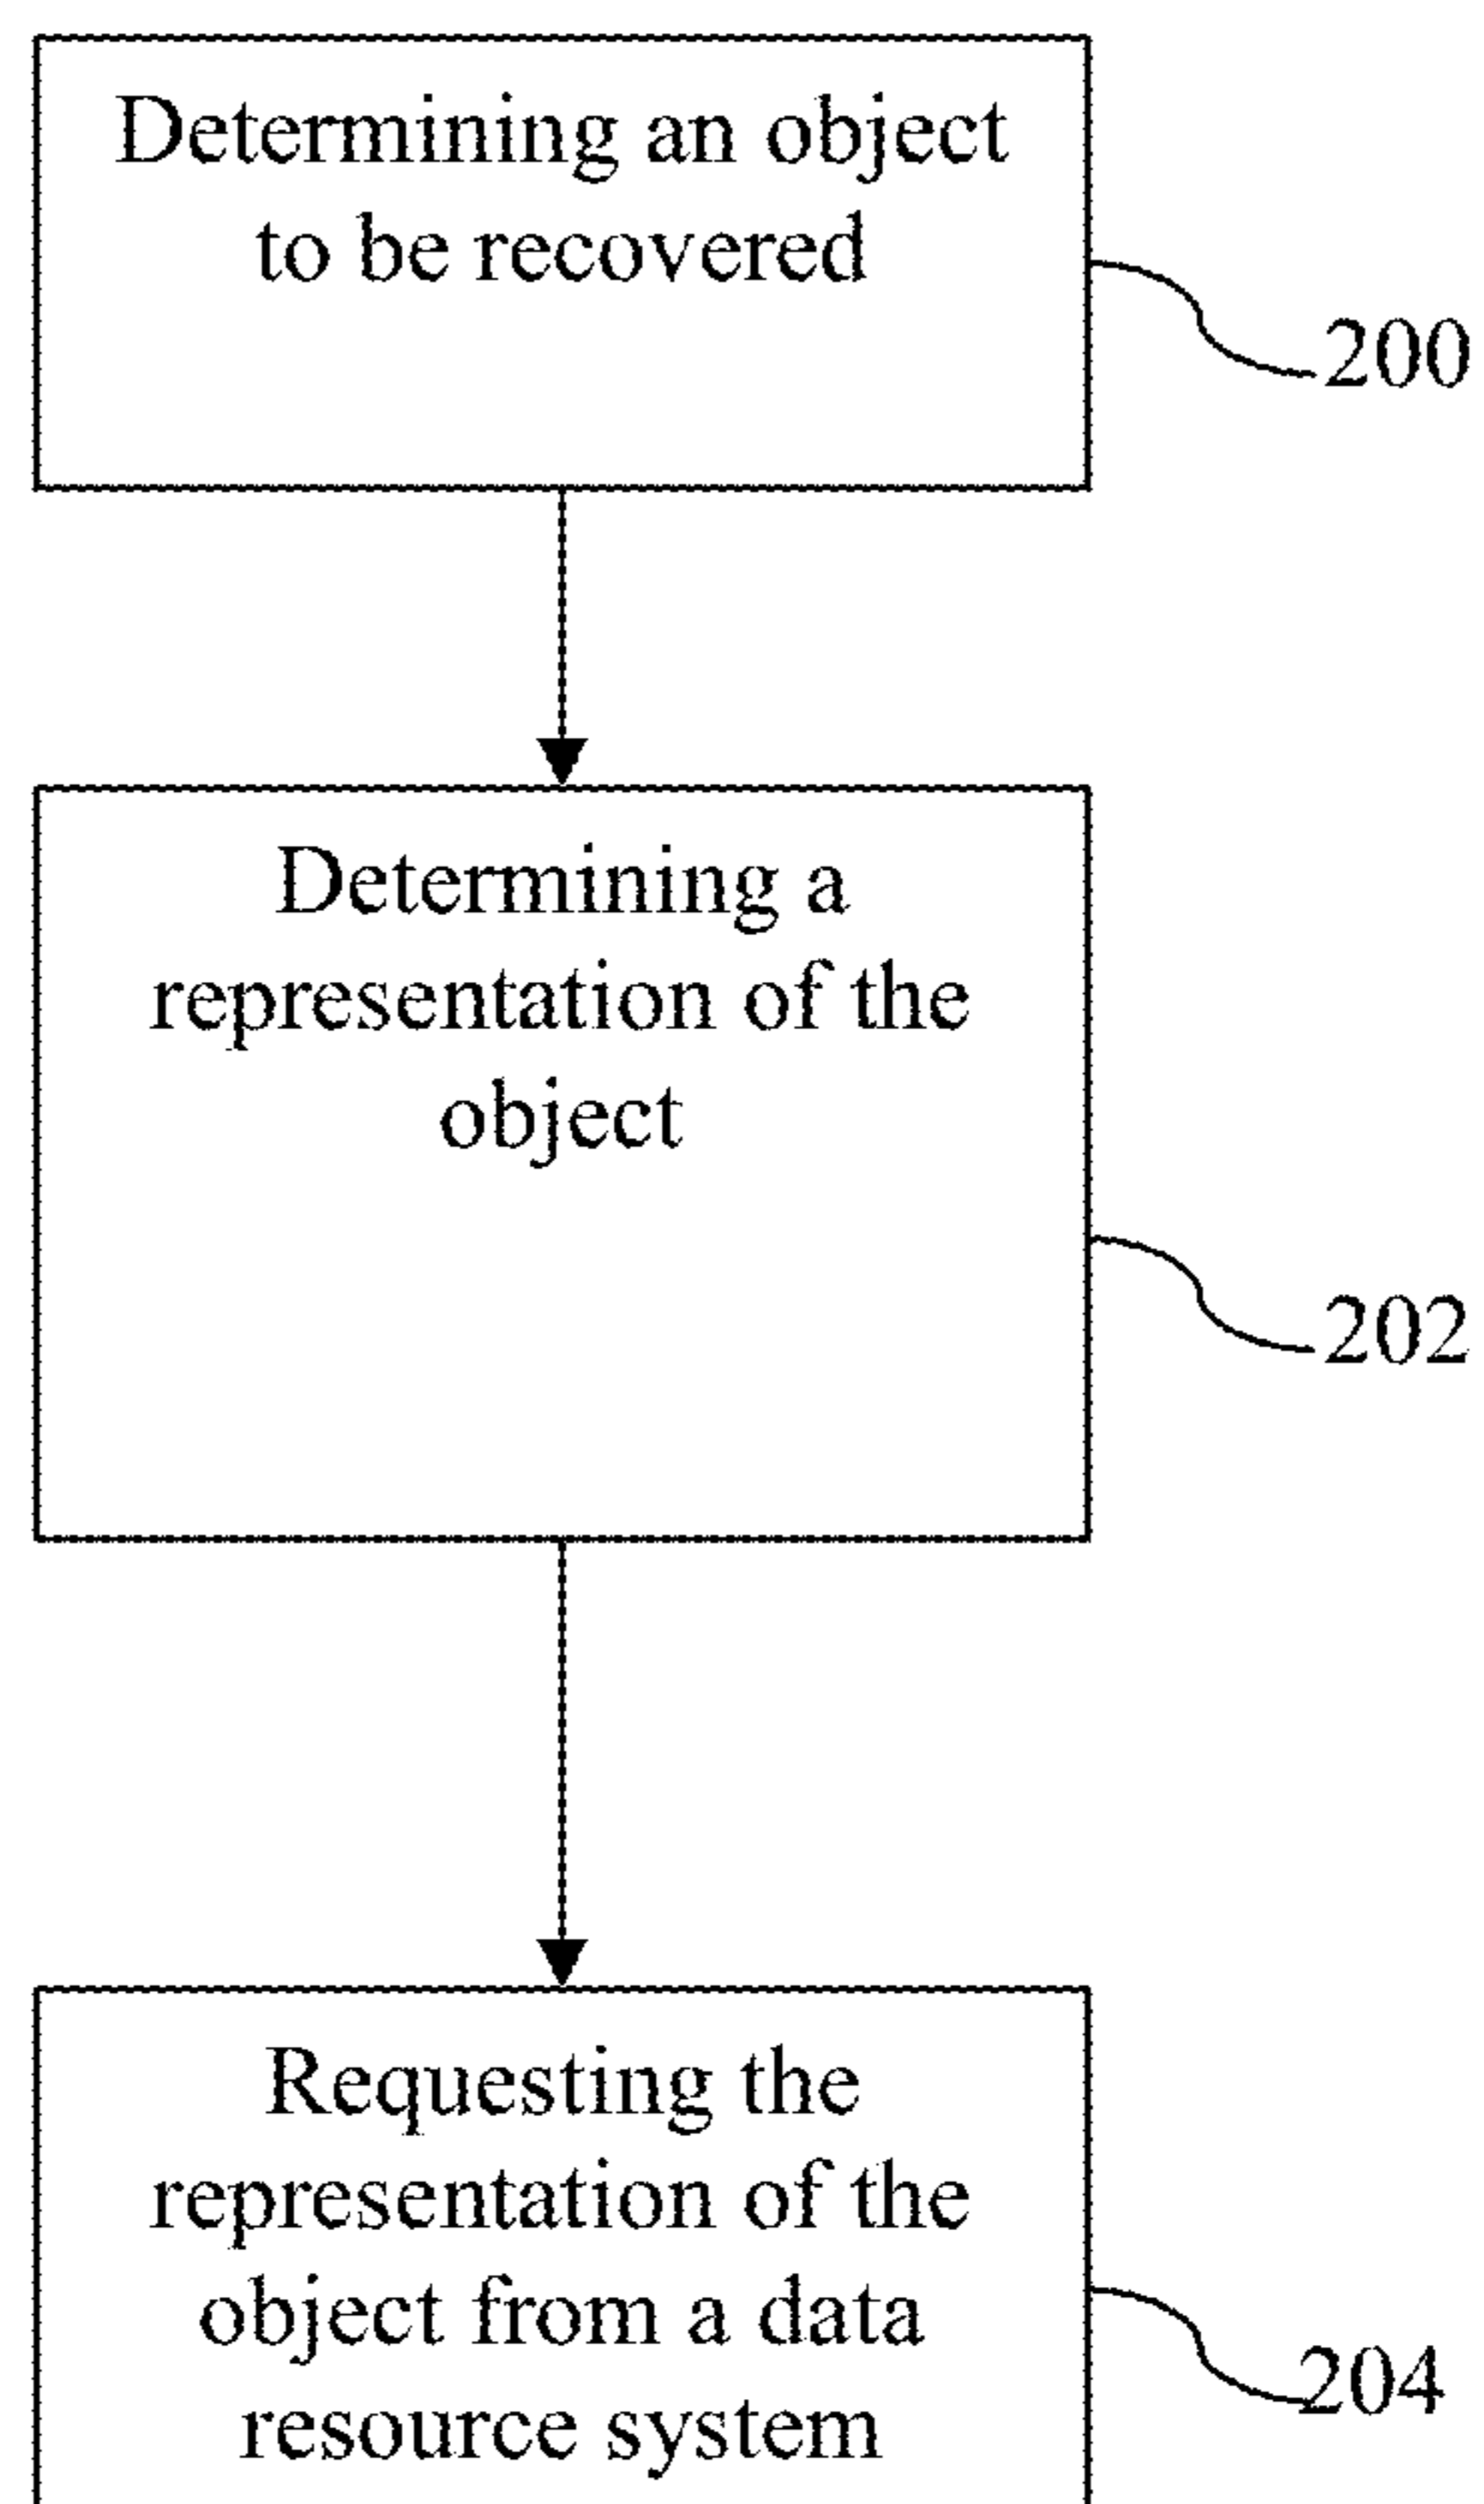 Determining an object
to be recovered
200
Determining a
representation of the
object
202
Requesting the
representation of the
object from a data
resource system
204